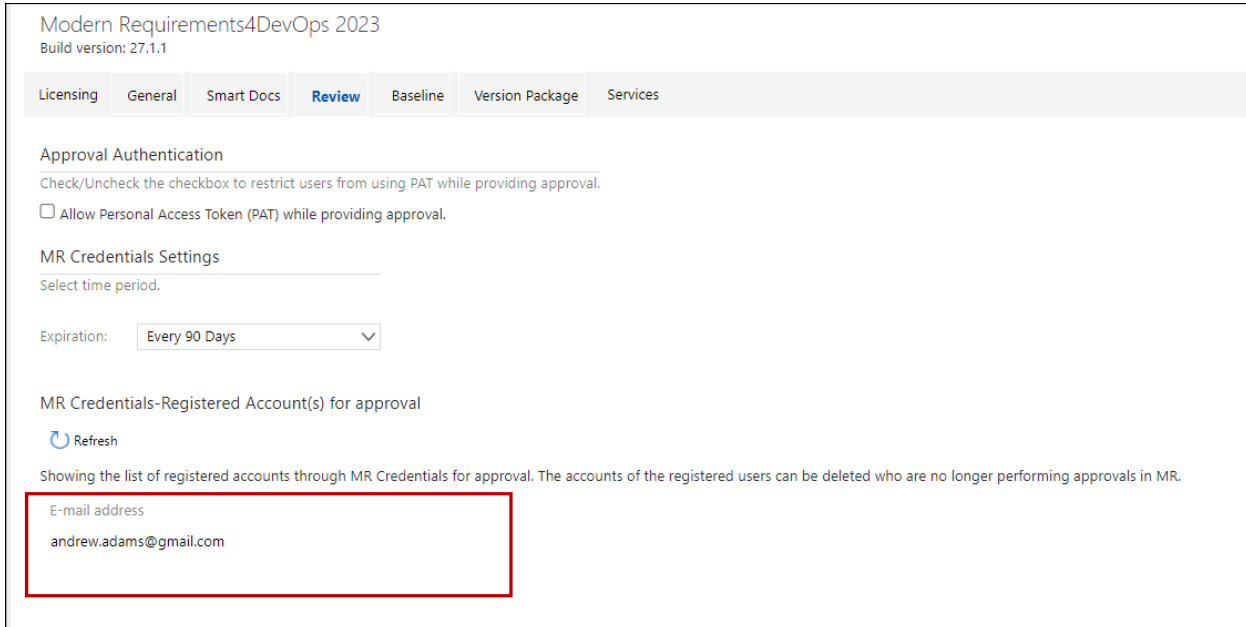 Modern Requirements4DevOps 2023
Build version: 27.1.1
Licensing General Smart Docs Review Baseline Version Package Services
Approval Authentication
Check/Uncheck the checkbox to restrict users from using PAT while providing approval.
Allow Personal Access Token (PAT) while providing approval.
MR Credentials Settings
Select time period.
Expiration: Every 90 Days
MR Credentials-Registered Account(s) for approval
Refresh
Showing the list of registered accounts through MR Credentials for approval. The accounts of the registered users can be deleted who are no longer performing approvals in MR.
E-mail address
andrew.adams@gmail.com